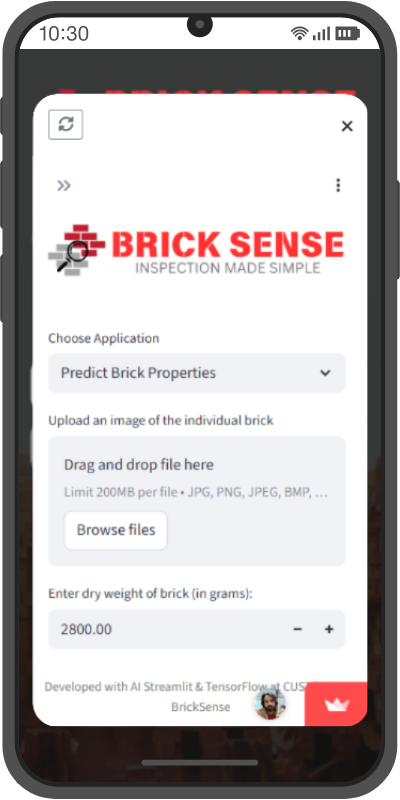 10:30
BRICK SENSE
INSPECTION MADE SIMPLE
Choose Application
Predict Brick Properties
Upload an image of the individual brick
Drag and drop file here
Limit 200MB per file • JPG, PNG, JPEG, BMP, ...
Browse files
Enter dry weight of brick (in grams):
2800.00
Developed with AI Streamlit & TensorFlow at
BrickSense